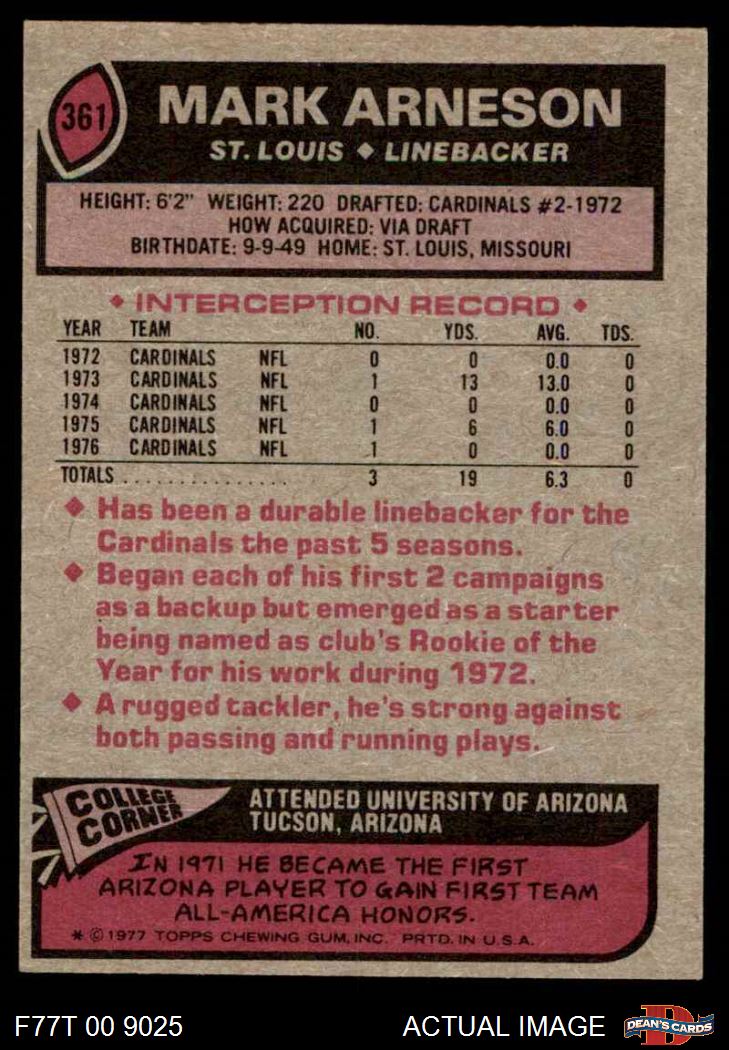 361
MARK ARNESON
ST. LOUIS ◆ LINEBACKER
HEIGHT: 6'2" WEIGHT: 220 DRAFTED: CARDINALS #2-1972
HOW ACQUIRED: VIA DRAFT
BIRTHDATE: 9-9-49 HOME: ST. LOUIS, MISSOURI
◆ INTERCEPTION RECORD ◆
YEAR TEAM NO. YDS. AVG. TDS.
1972 CARDINALS NFL 0 0 0.0 0
1973 CARDINALS NFL 1 13 13.0 0
1974 CARDINALS NFL 0 0 0.0 0
1975 CARDINALS NFL 1 6 6.0 0
1976 CARDINALS NFL 1 0 0.0 0
TOTALS . . . . . . . . . . . . . . . 3 19 6.3 0
◆ Has been a durable linebacker for the
Cardinals the past 5 seasons.
◆ Began each of his first 2 campaigns
as a backup but emerged as a starter
being named as club's Rookie of the
Year for his work during 1972.
◆ A rugged tackler, he's strong against
both passing and running plays.
COLLEGE
CORNER
ATTENDED UNIVERSITY OF ARIZONA
TUCSON, ARIZONA
IN 1971 HE BECAME THE FIRST
ARIZONA PLAYER TO GAIN FIRST TEAM
ALL-AMERICA HONORS.
* © 1977 TOPPS CHEWING GUM, INC. PRTD. IN U.S.A.
F77T 00 9025
ACTUAL IMAGE
D
DEAN'S CARDS